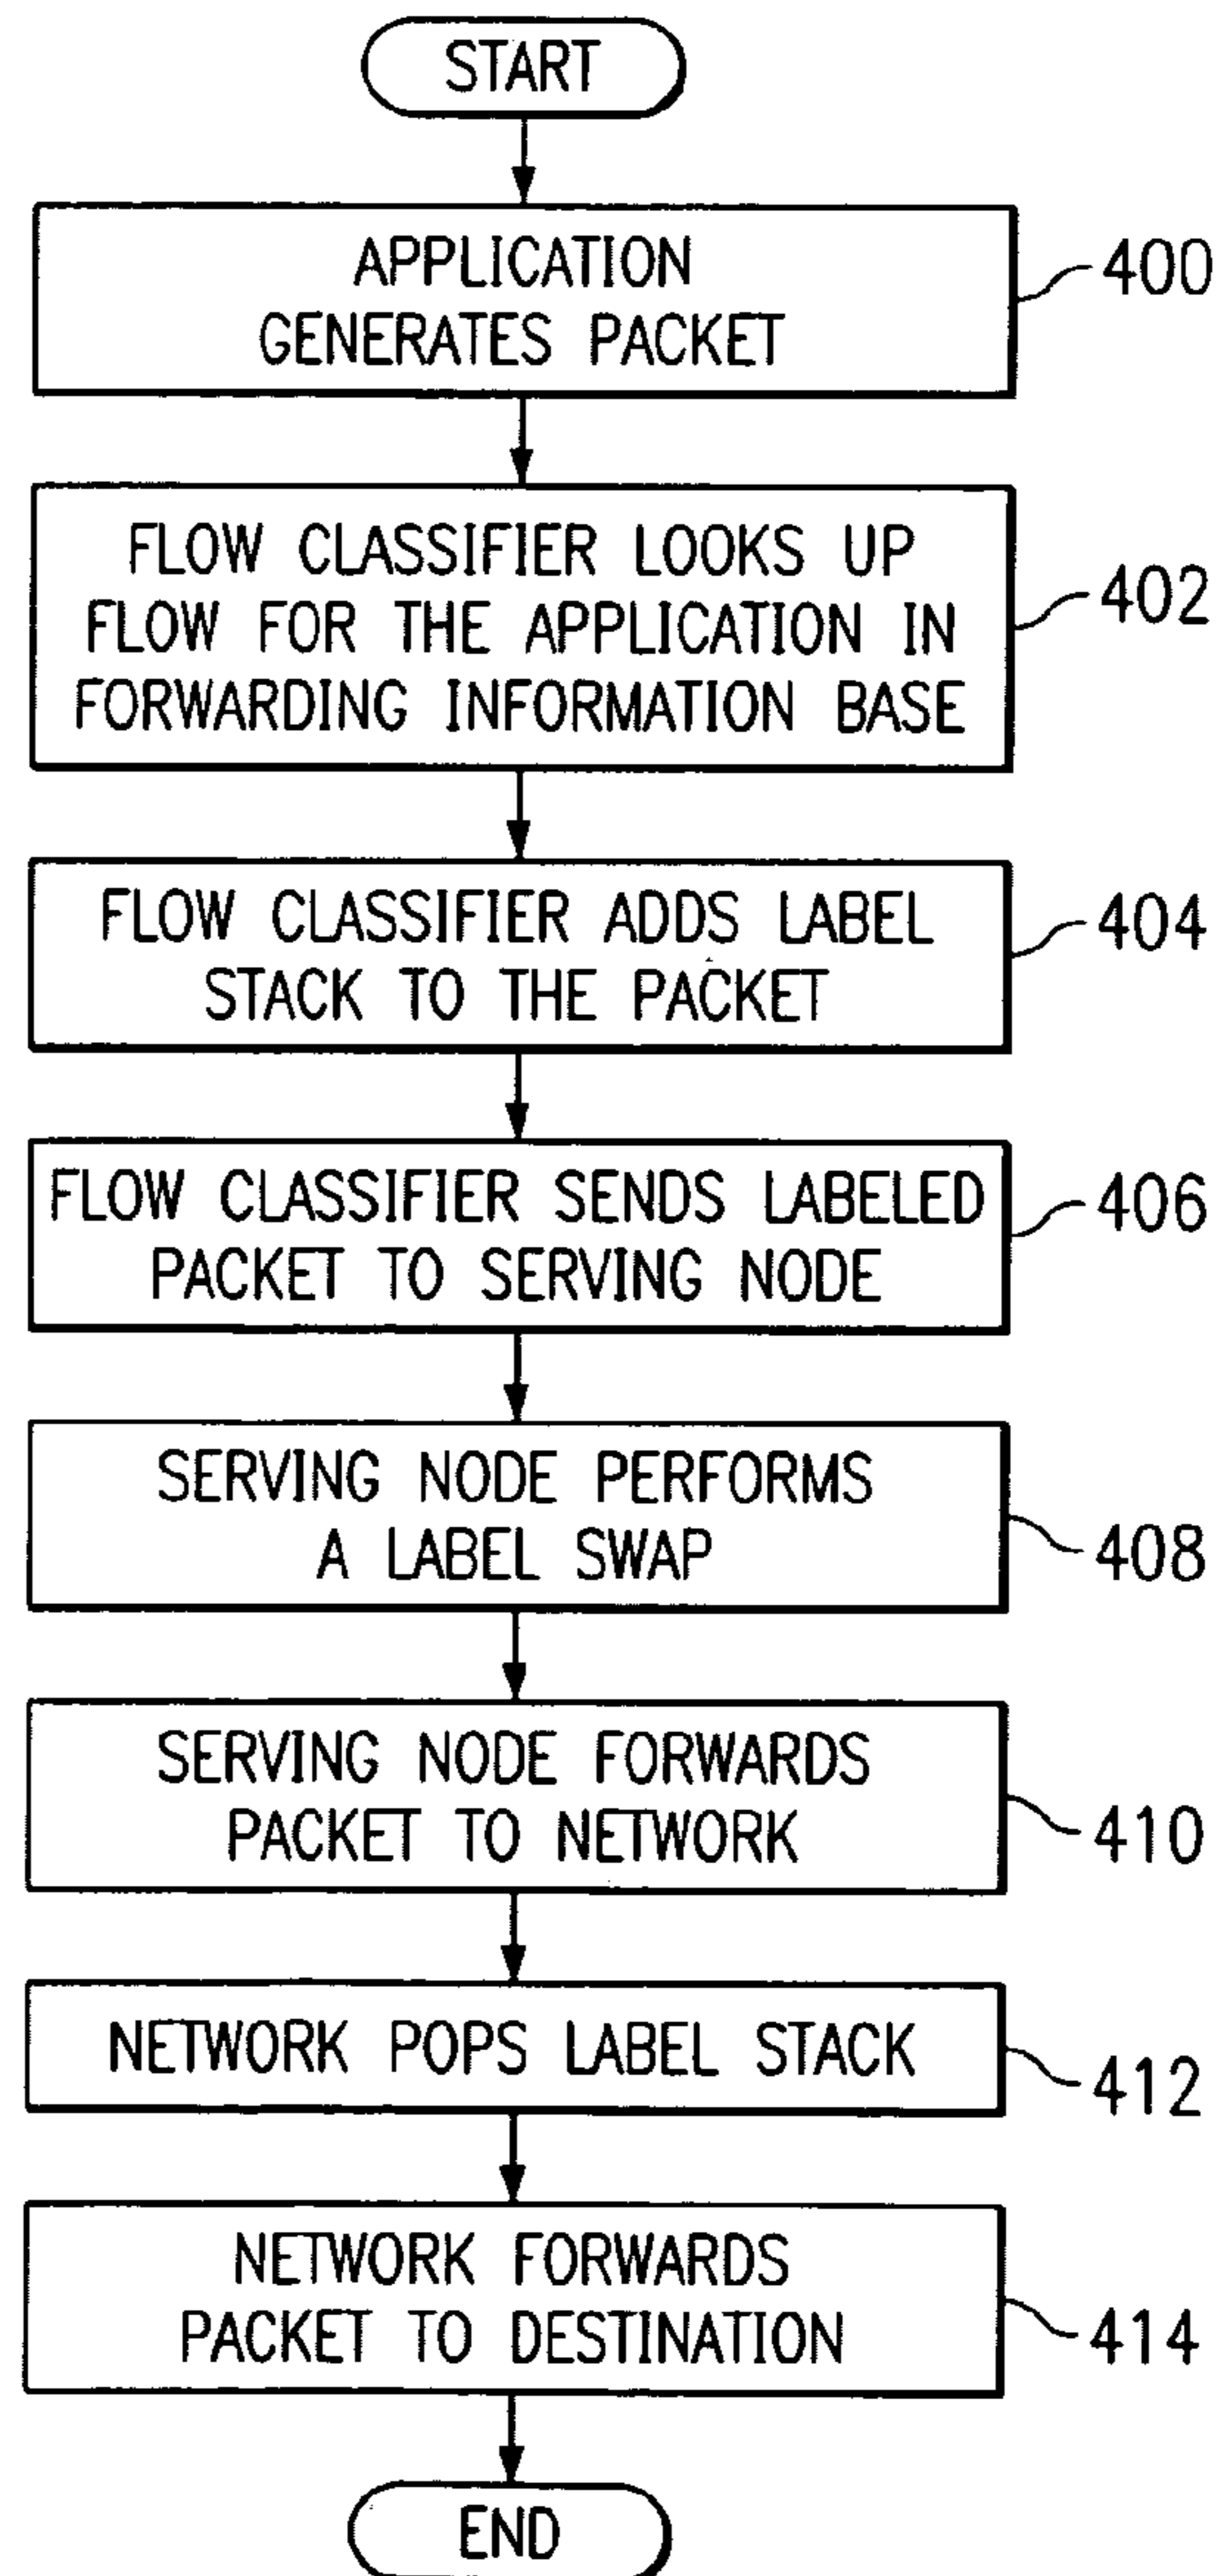 START
APPLICATION
GENERATES PACKET
400
FLOW CLASSIFIER LOOKS UP
FLOW FOR THE APPLICATION IN
FORWARDING INFORMATION BASE
402
FLOW CLASSIFIER ADDS LABEL
STACK TO THE PACKET
404
FLOW CLASSIFIER SENDS LABELED
PACKET TO SERVING NODE
406
SERVING NODE PERFORMS
A LABEL SWAP
408
SERVING NODE FORWARDS
PACKET TO NETWORK
410
NETWORK POPS LABEL STACK
412
NETWORK FORWARDS
PACKET TO DESTINATION
414
END